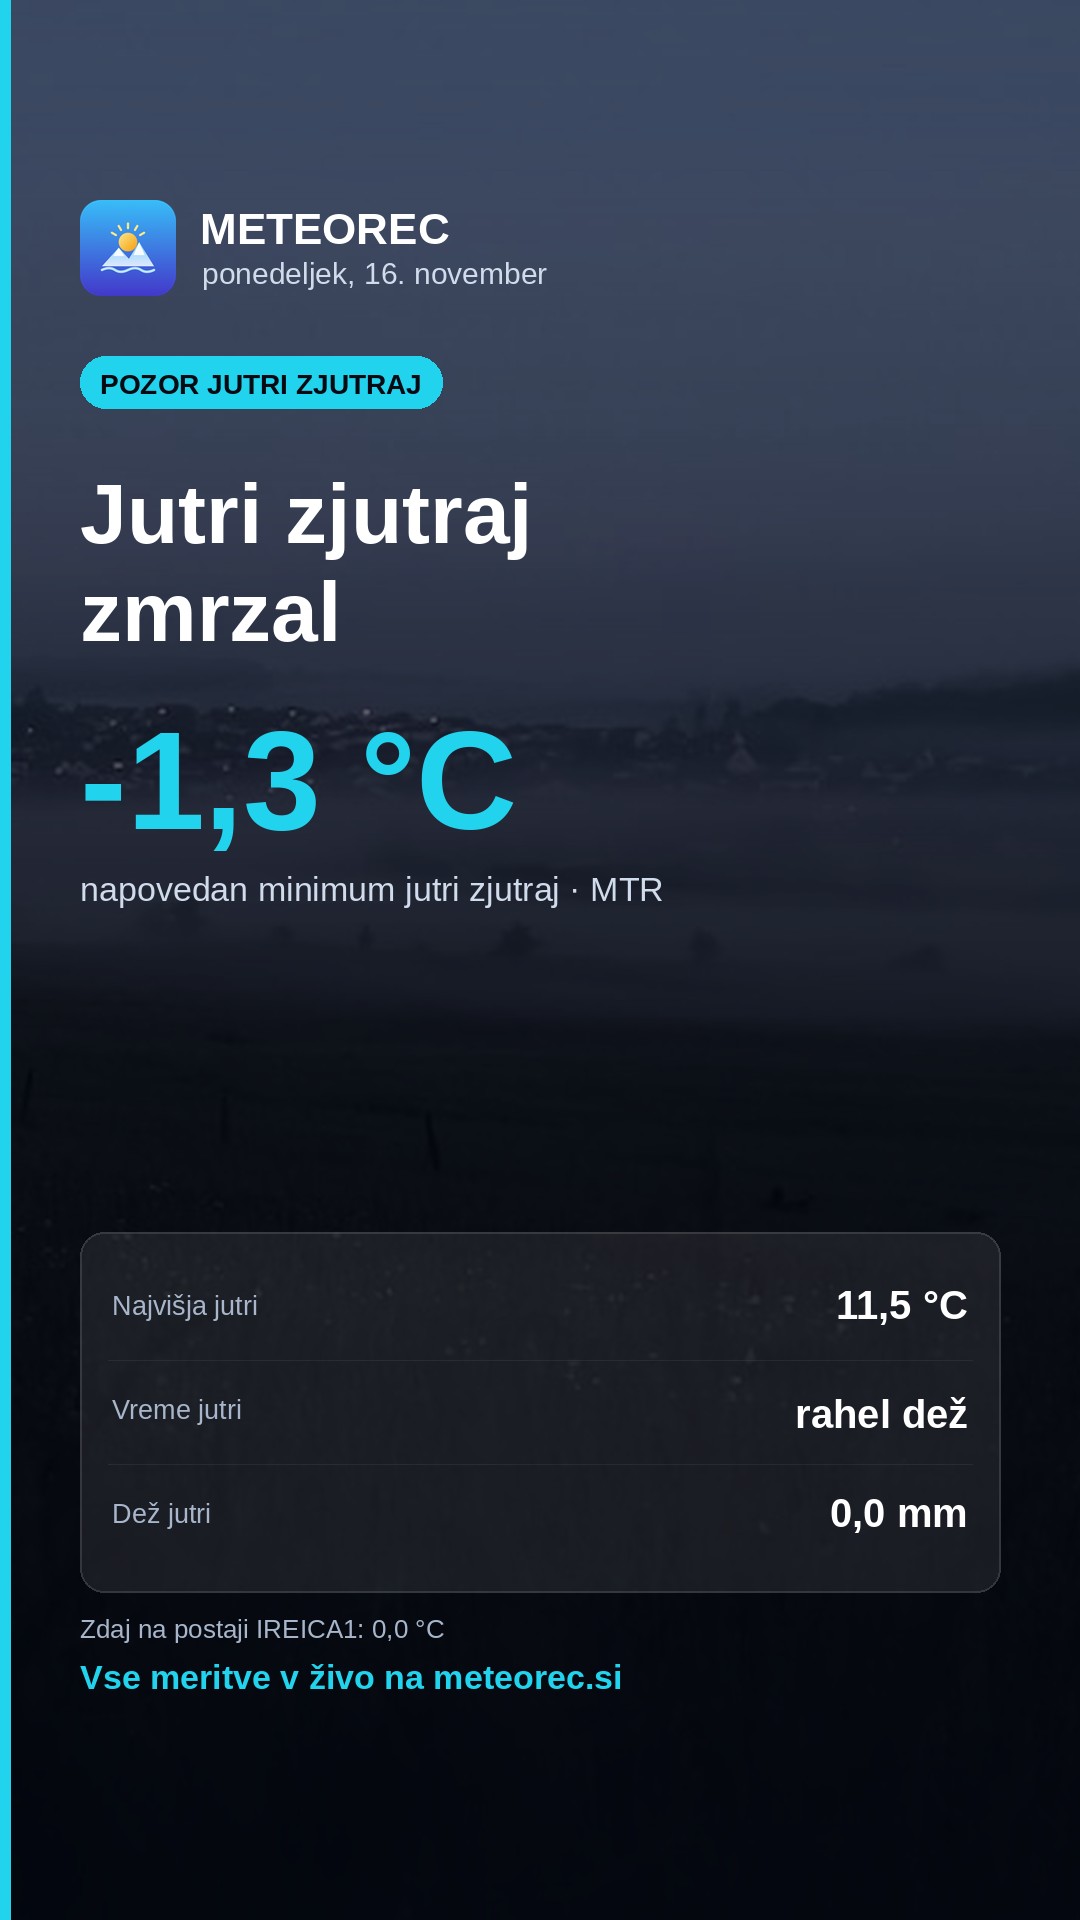 METEOREC
ponedeljek, 16. november
POZOR JUTRI ZJUTRAJ
Jutri zjutraj
zmrzal
-1,3 °C
napovedan minimum jutri zjutraj · MTR
Najvišja jutri
11,5 °C
Vreme jutri
rahel dež
Dež jutri
0,0 mm
Zdaj na postaji IREICA1: 0,0 °C
Vse meritve v živo na meteorec.si